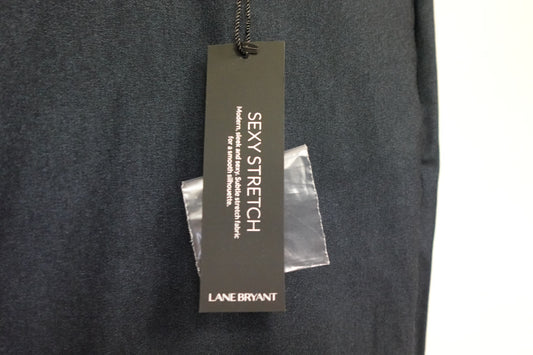 SEXY STRETCH
Modern, sleek and sexy. Subtle stretch fabric
for a smooth silhouette.
LANE BRYANT